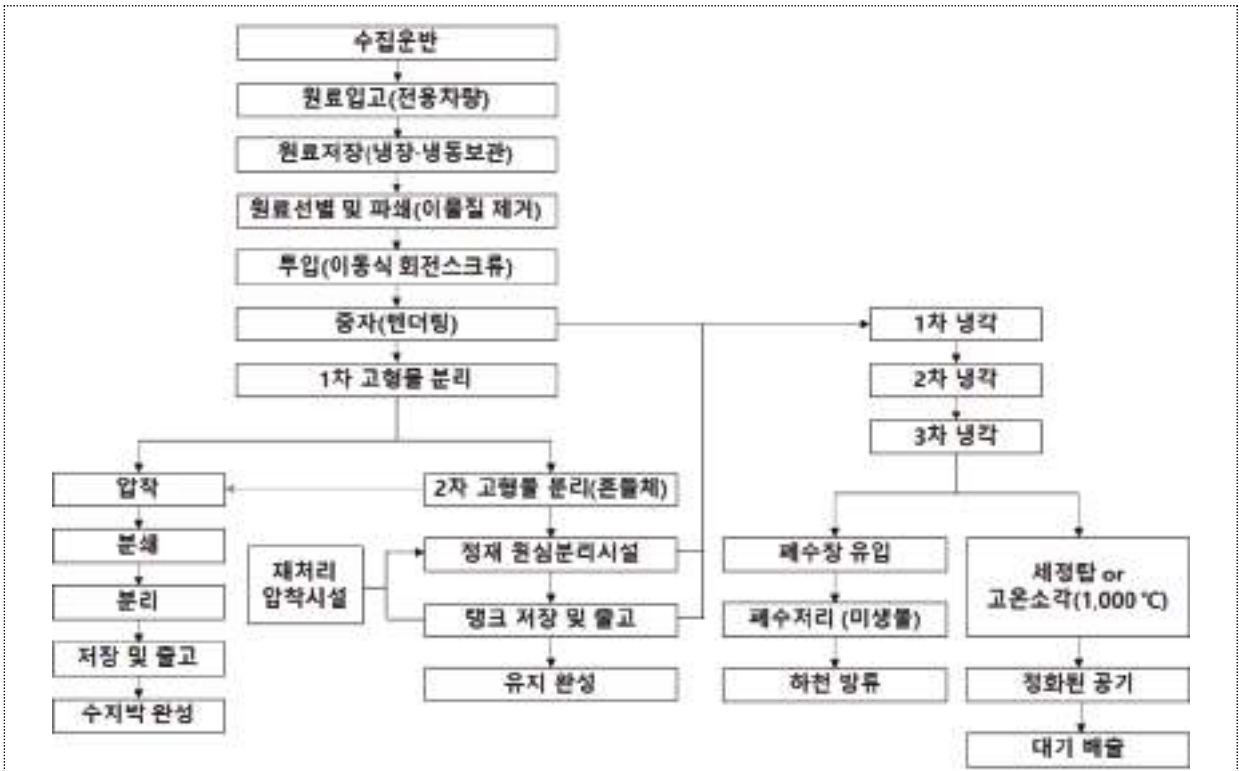 수집운반
원료입고(전용차량)
원료저장(냉장·냉동보관)
원료선별 및 파쇄(이물질 제거)
투입(이동식 회전스크류)
중자(벤더링)
1차 고형물 분리
1차 냉각
2차 냉각
3차 냉각
압착
분쇄
분리
저장 및 출고
수지박 완성
2차 고형물 분리(흔들체)
재처리
압착시설
정재 원심분리시설
탱크 저장 및 출고
유지 완성
폐수장 유입
폐수처리 (미생물)
하천 방류
세정탑 or
고온소각(1,000 ℃)
정화된 공기
대기 배출